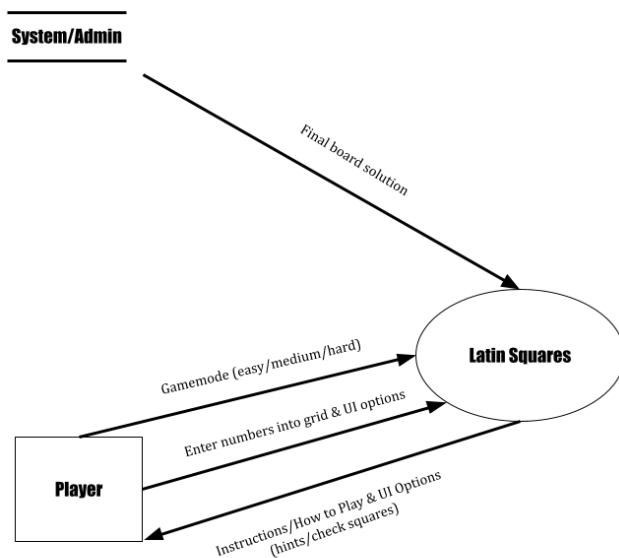 System/Admin
Final board solution
Latin Squares
Gamemode (easy/medium/hard)
Enter numbers into grid & UI options
Player
Instructions/How to Play & UI Options
(hints/check squares)